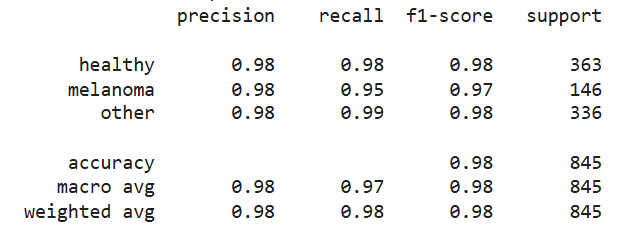 precision recall f1-score support
healthy 0.98 0.98 0.98 363
melanoma 0.98 0.95 0.97 146
other 0.98 0.99 0.98 336
accuracy 0.98 845
macro avg 0.98 0.97 0.98 845
weighted avg 0.98 0.98 0.98 845